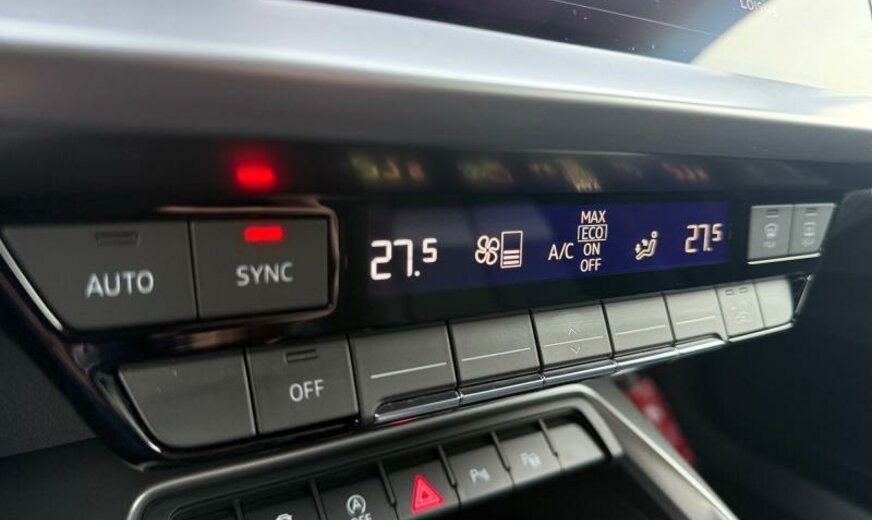 AUTO
SYNC
27.5
A/C
MAX
ECO
ON
OFF
27.5
OFF